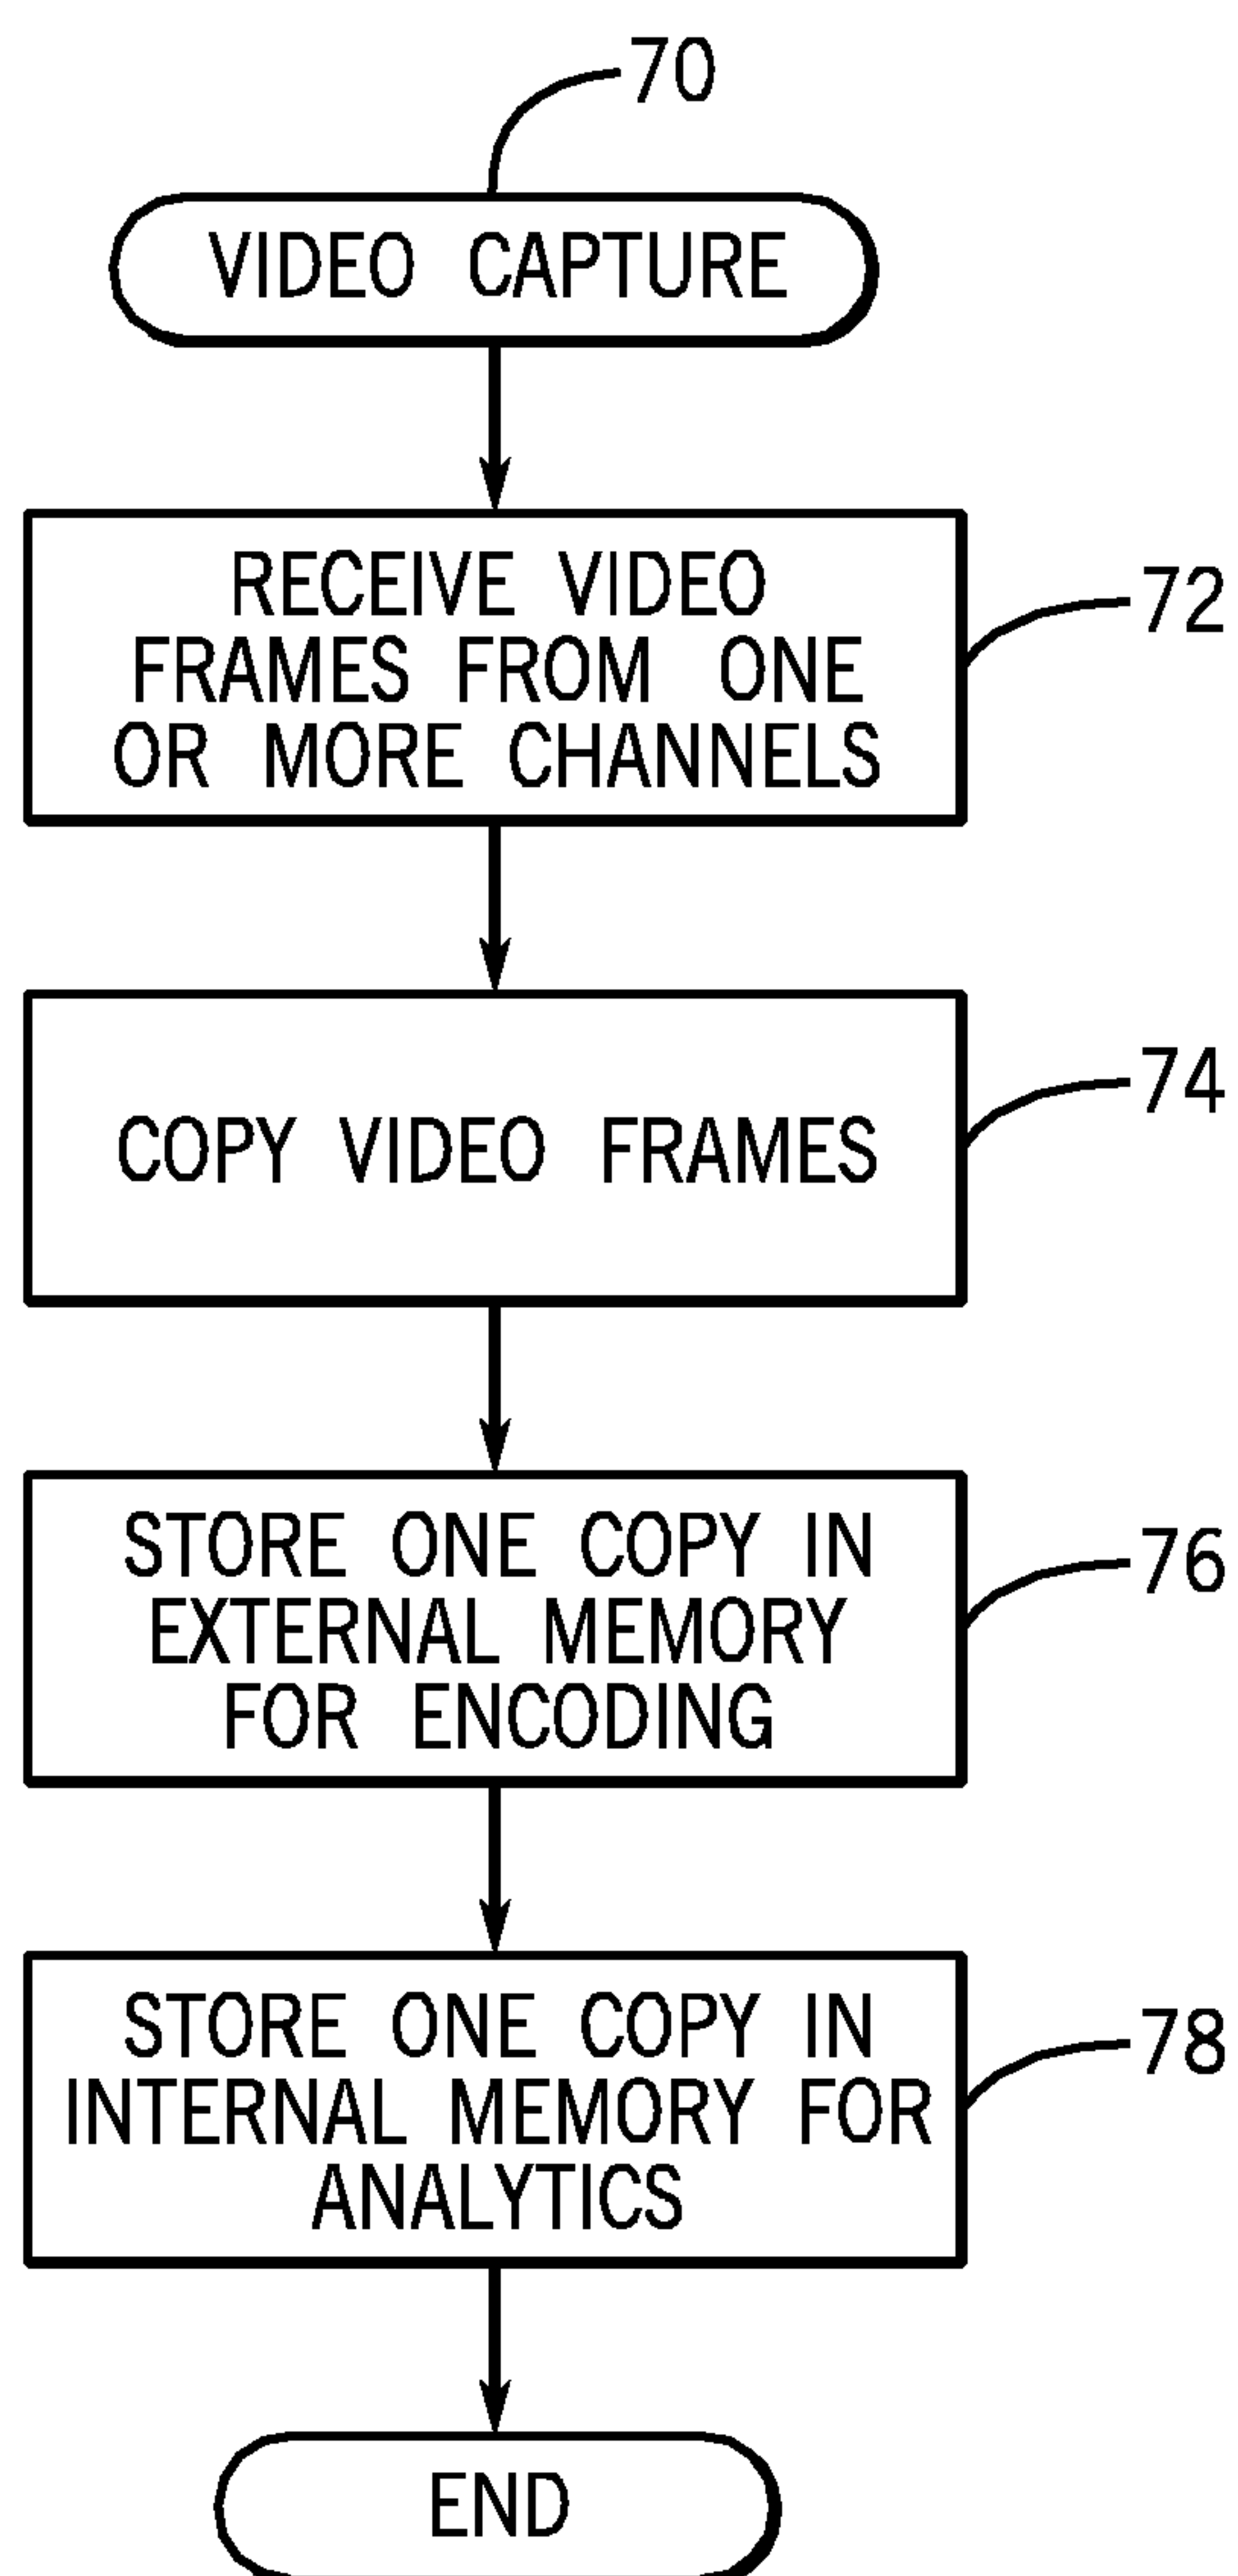 70
VIDEO CAPTURE
RECEIVE VIDEO
FRAMES FROM ONE
OR MORE CHANNELS
72
COPY VIDEO FRAMES
74
STORE ONE COPY IN
EXTERNAL MEMORY
FOR ENCODING
76
STORE ONE COPY IN
INTERNAL MEMORY FOR
ANALYTICS
78
END